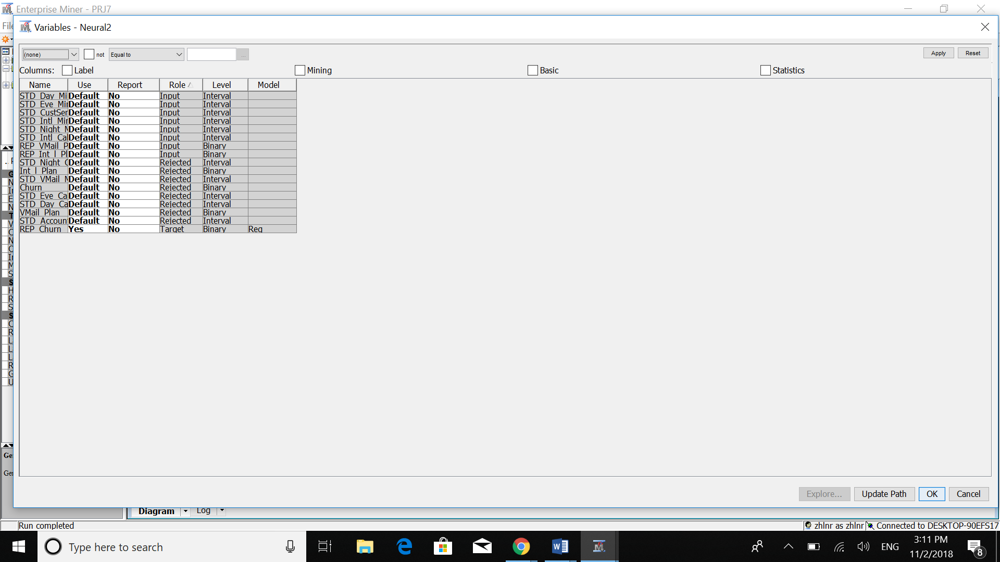 Enterprise Miner - PRJ7
File
Variables - Neural2
(none) not Equal to ... Apply Reset
Columns: Label Mining Basic Statistics
Name Use Report Role Level Model
STD_Day_Mi Default No Input Interval
STD_Eve_Mi Default No Input Interval
STD_CustSer Default No Input Interval
STD_Intl_Mi Default No Input Interval
STD_Night_M Default No Input Interval
STD_Intl_Cal Default No Input Interval
REP_VMail_P Default No Input Binary
REP_Int_l_Pl Default No Input Binary
STD_Night_C Default No Rejected Interval
Int_l_Plan Default No Rejected Binary
STD_VMail_M Default No Rejected Interval
Churn Default No Rejected Binary
STD_Eve_Ca Default No Rejected Interval
STD_Day_Ca Default No Rejected Interval
VMail_Plan Default No Rejected Binary
STD_Accoun Default No Rejected Interval
REP_Churn Yes No Target Binary Reg
Explore... Update Path OK Cancel
Diagram Log
Run completed zhlnr as zhlnr Connected to DESKTOP-90EFS17
Type here to search ENG 3:11 PM
11/2/2018 8